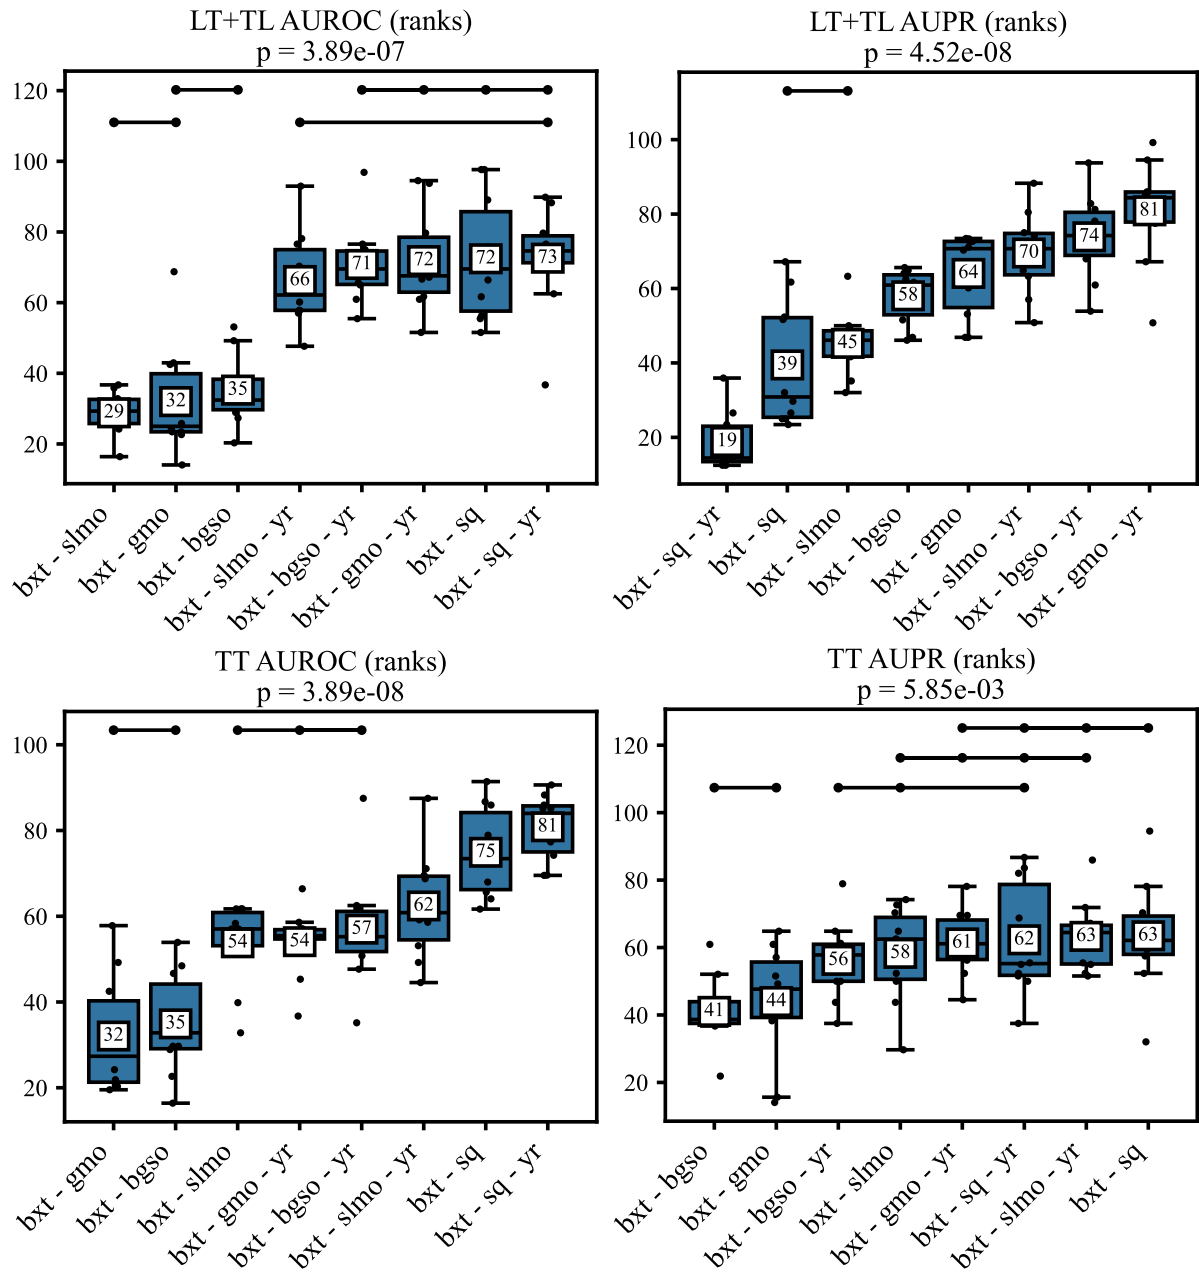 LT+TL AUROC (ranks)
p = 3.89e-07
120
100
80
60
40
20
29
32
35
66
71
72
72
73
bxt - slmo
bxt - gmo
bxt - bgso
bxt - slmo - yr
bxt - bgso - yr
bxt - gmo - yr
bxt - sq
bxt - sq - yr
LT+TL AUPR (ranks)
p = 4.52e-08
100
80
60
40
20
19
39
45
58
64
70
74
81
bxt - sq - yr
bxt - sq
bxt - slmo
bxt - bgso
bxt - gmo
bxt - slmo - yr
bxt - bgso - yr
bxt - gmo - yr
TT AUROC (ranks)
p = 3.89e-08
100
80
60
40
20
32
35
54
54
57
62
75
81
bxt - gmo
bxt - bgso
bxt - slmo
bxt - gmo - yr
bxt - bgso - yr
bxt - slmo - yr
bxt - sq
bxt - sq - yr
TT AUPR (ranks)
p = 5.85e-03
120
100
80
60
40
20
41
44
56
58
61
62
63
63
bxt - bgso
bxt - gmo
bxt - bgso - yr
bxt - slmo
bxt - gmo - yr
bxt - sq - yr
bxt - slmo - yr
bxt - sq